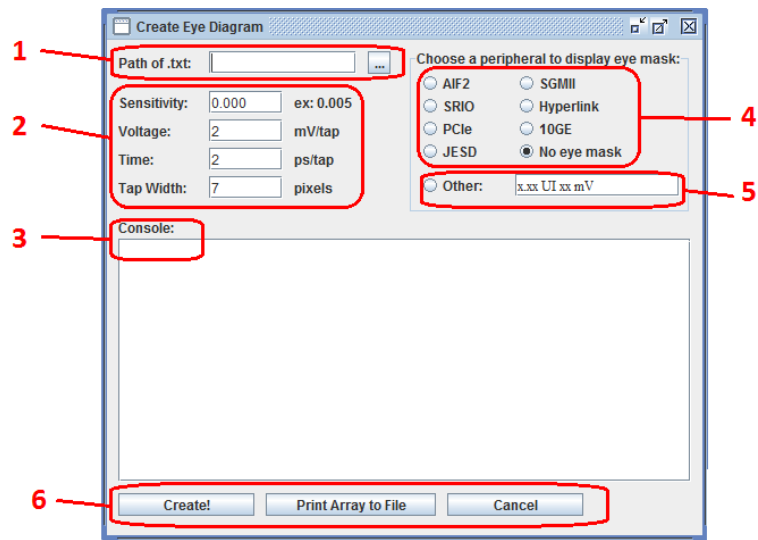 Create Eye Diagram
1
Path of .txt:
...
2
Sensitivity: 0.000 ex: 0.005
Voltage: 2 mV/tap
Time: 2 ps/tap
Tap Width: 7 pixels
Choose a peripheral to display eye mask:
AIF2 SGMII
SRIO Hyperlink
PCIe 10GE
JESD No eye mask
4
Other: x.xx UI xx mV
5
3
Console:
6
Create! Print Array to File Cancel